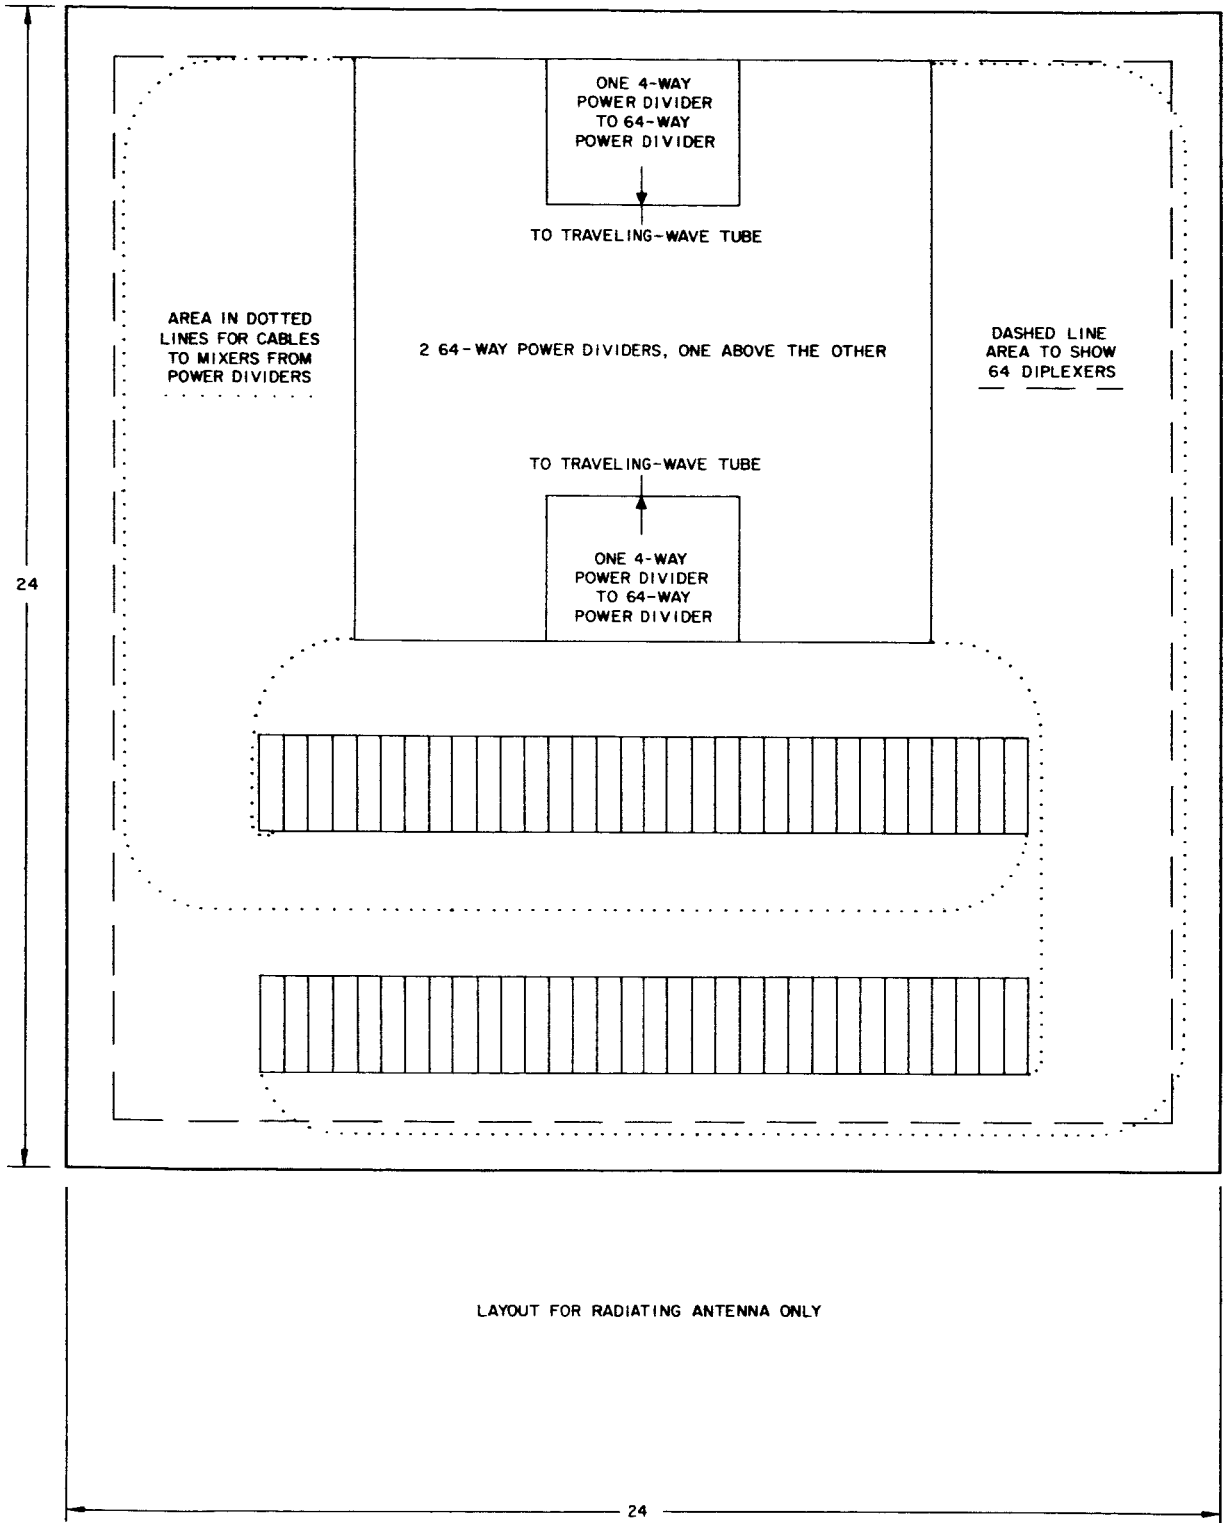 ONE 4-WAY
POWER DIVIDER
TO 64-WAY
POWER DIVIDER
TO TRAVELING-WAVE TUBE
AREA IN DOTTED
LINES FOR CABLES
TO MIXERS FROM
POWER DIVIDERS
2 64-WAY POWER DIVIDERS, ONE ABOVE THE OTHER
DASHED LINE
AREA TO SHOW
64 DIPLEXERS
TO TRAVELING-WAVE TUBE
ONE 4-WAY
POWER DIVIDER
TO 64-WAY
POWER DIVIDER
24
LAYOUT FOR RADIATING ANTENNA ONLY
24